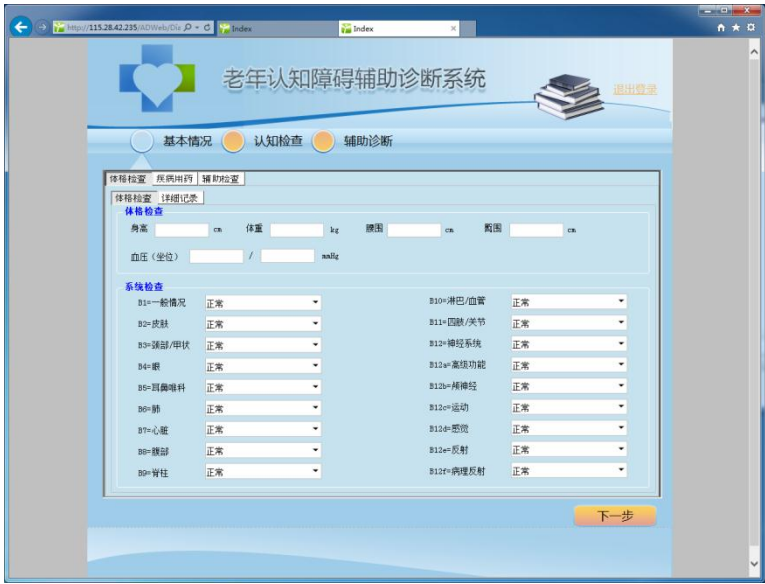 http://115.28.42.235/ADWeb/Dis
Index
Index
老年认知障碍辅助诊断系统
退出登录
基本情况 认知检查 辅助诊断
体格检查 疾病用药 辅助检查
体格检查 详细记录
体格检查
身高 cm 体重 kg 腰围 cm 臀围 cm
血压（坐位） / mmHg
系统检查
B1=一般情况 正常 B10=淋巴/血管 正常
B2=皮肤 正常 B11=四肢/关节 正常
B3=颈部/甲状 正常 B12=神经系统 正常
B4=眼 正常 B12a=高级功能 正常
B5=耳鼻喉科 正常 B12b=颅神经 正常
B6=肺 正常 B12c=运动 正常
B7=心脏 正常 B12d=感觉 正常
B8=腹部 正常 B12e=反射 正常
B9=脊柱 正常 B12f=病理反射 正常
下一步